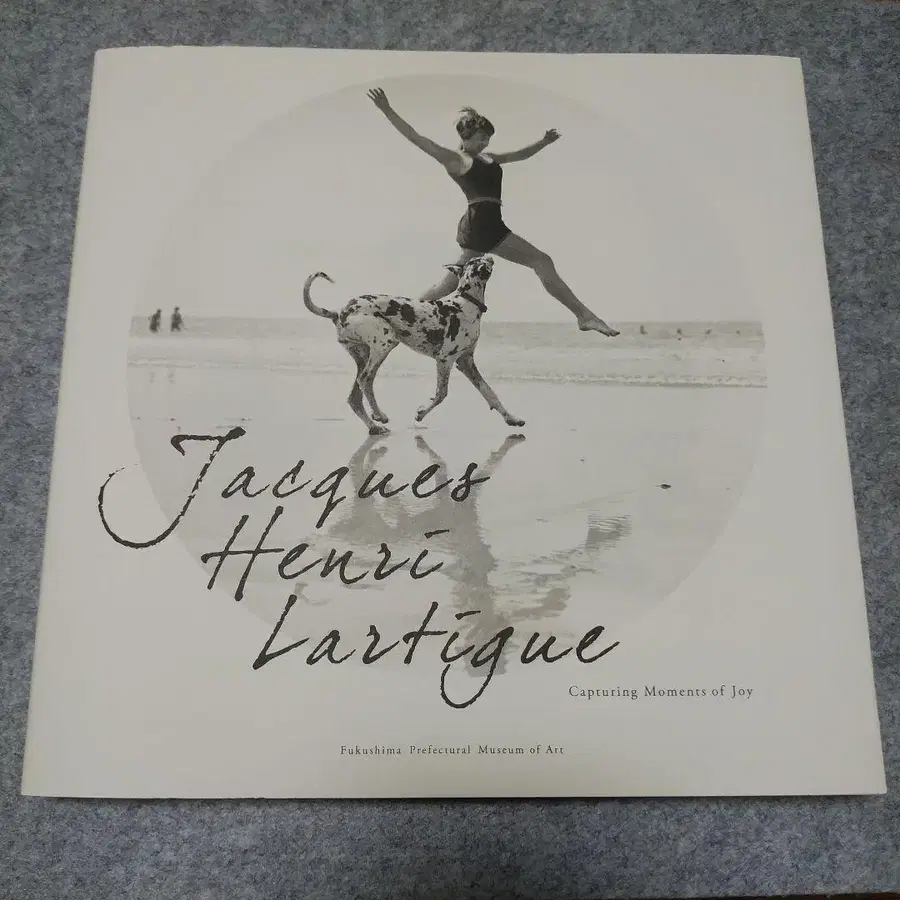 Jacques
Henri
Lartigue
Capturing Moments of Joy
Fukushima Prefectural Museum of Art